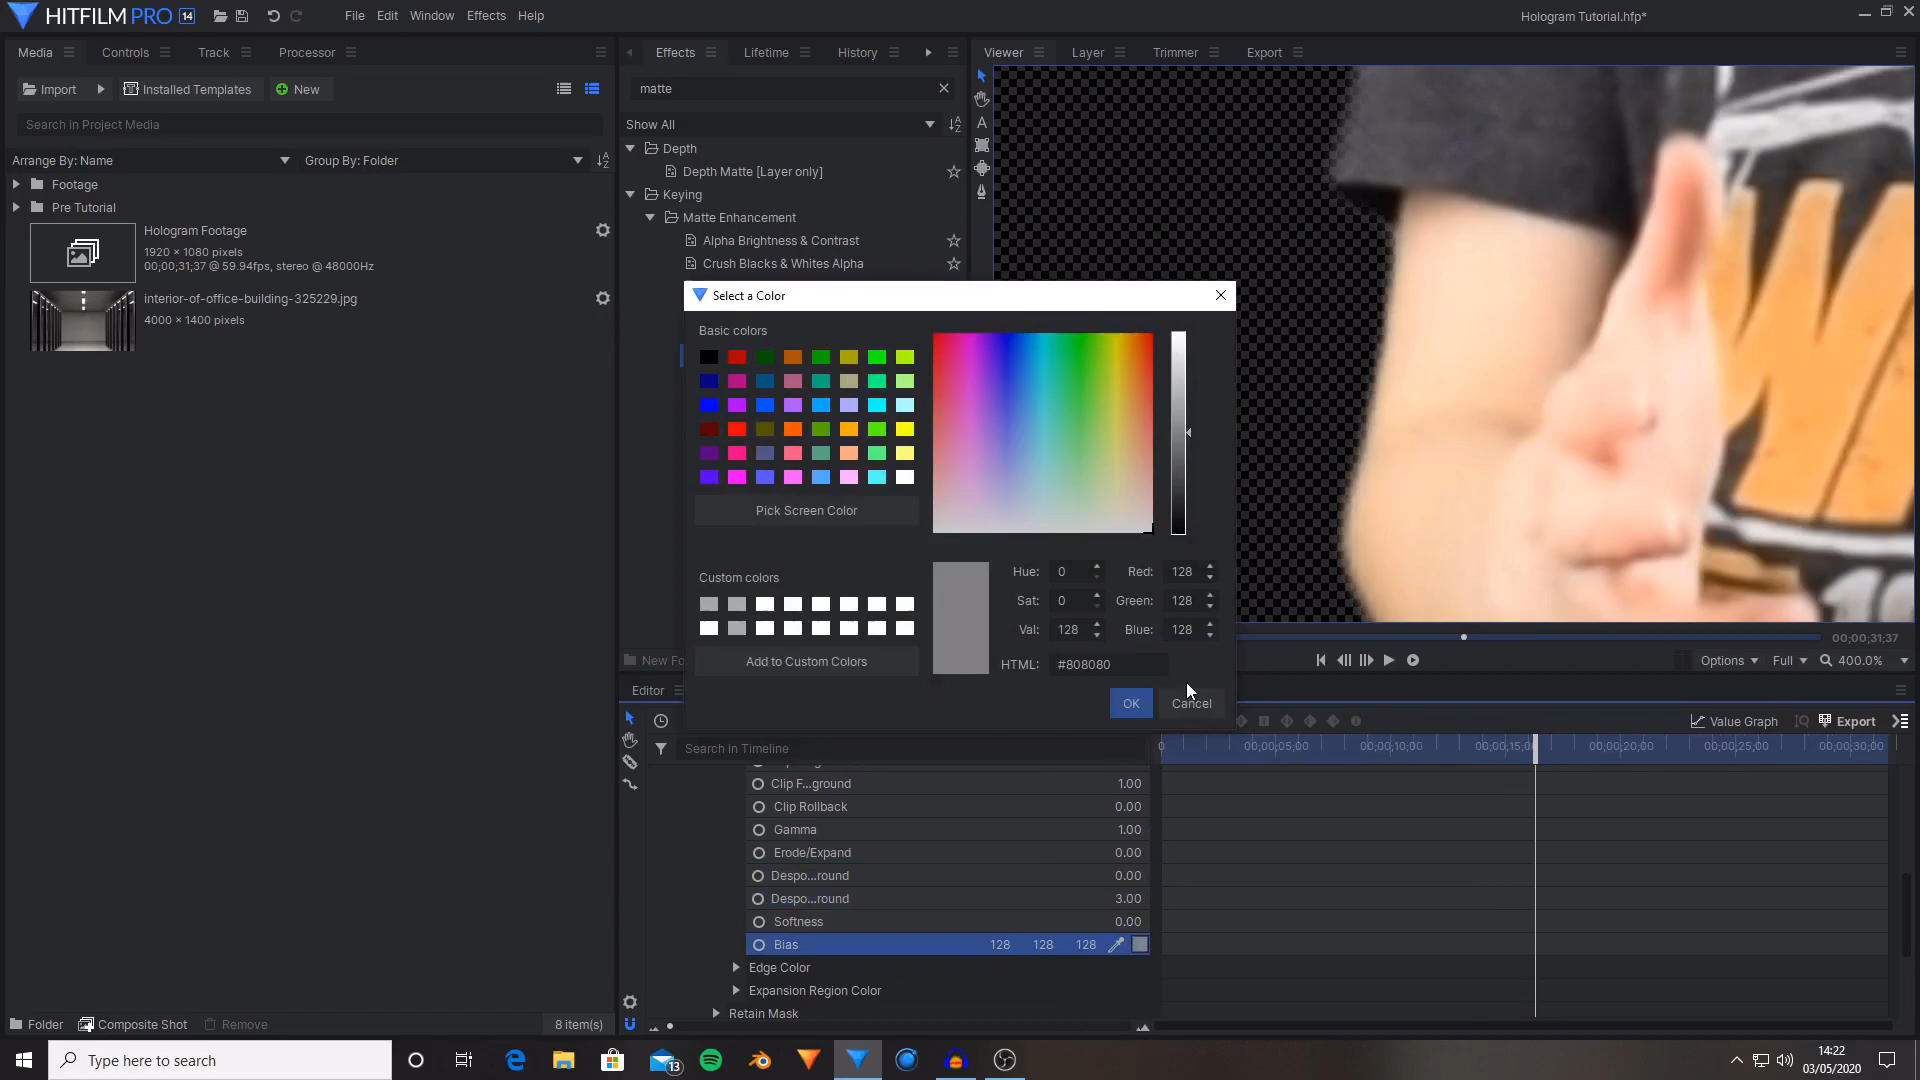 HITFILM PRO 14
File Edit Window Effects Help
Hologram Tutorial.hfp*
Media Controls Track Processor
Effects Lifetime History
Viewer Layer Trimmer Export
Import Installed Templates New
matte
Search In Project Media
Show All
Arrange By: Name Group By: Folder
Depth
Depth Matte [Layer only]
Footage
Keying
Pre Tutorial
Matte Enhancement
Hologram Footage
1920 × 1080 pixels
00;00;31;37 @ 59.94fps, stereo @ 48000Hz
Alpha Brightness & Contrast
Crush Blacks & Whites Alpha
interior-of-office-building-325229.jpg
4000 × 1400 pixels
Select a Color
Basic colors
Pick Screen Color
Custom colors
Hue: 0 Red: 128
Sat: 0 Green: 128
Val: 128 Blue: 128
HTML: #808080
Add to Custom Colors
OK Cancel
00;00;31;37
New Fo
Options Full 400.0%
Editor
Value Graph Export
Search in Timeline
0 00;00;05;00 00;00;10;00 00;00;15;0 00;00;20;00 00;00;25;00 00;00;30;00
Clip F...ground 1.00
Clip Rollback 0.00
Gamma 1.00
Erode/Expand 0.00
Despo...round 0.00
Despo...round 3.00
Softness 0.00
Bias 128 128 128
Edge Color
Expansion Region Color
Retain Mask
Folder Composite Shot Remove 8 item(s)
Type here to search
13
14:22
03/05/2020